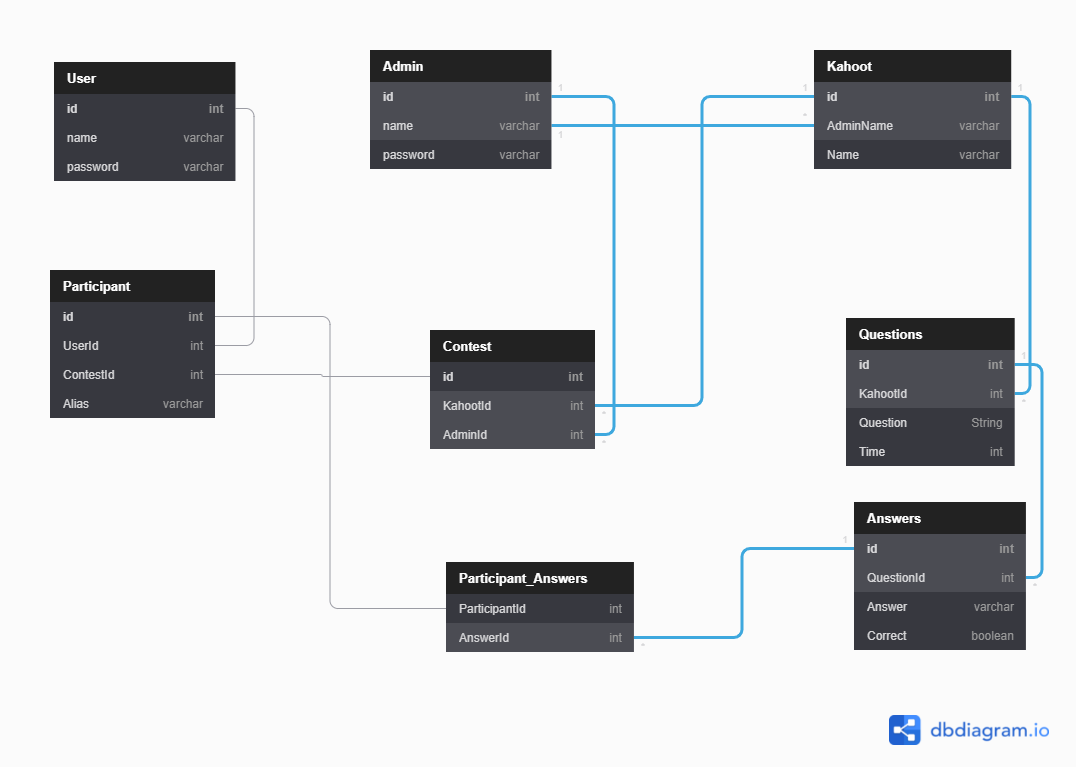 User
id int
name varchar
password varchar
Admin
id int
name varchar
password varchar
Kahoot
id int
AdminName varchar
Name varchar
1
1
1
1
*
Participant
id int
UserId int
ContestId int
Alias varchar
Contest
id int
KahootId int
AdminId int
*
*
Questions
id int
KahootId int
Question String
Time int
1
*
Answers
id int
QuestionId int
Answer varchar
Correct boolean
1
*
Participant_Answers
ParticipantId int
AnswerId int
*
dbdiagram.io